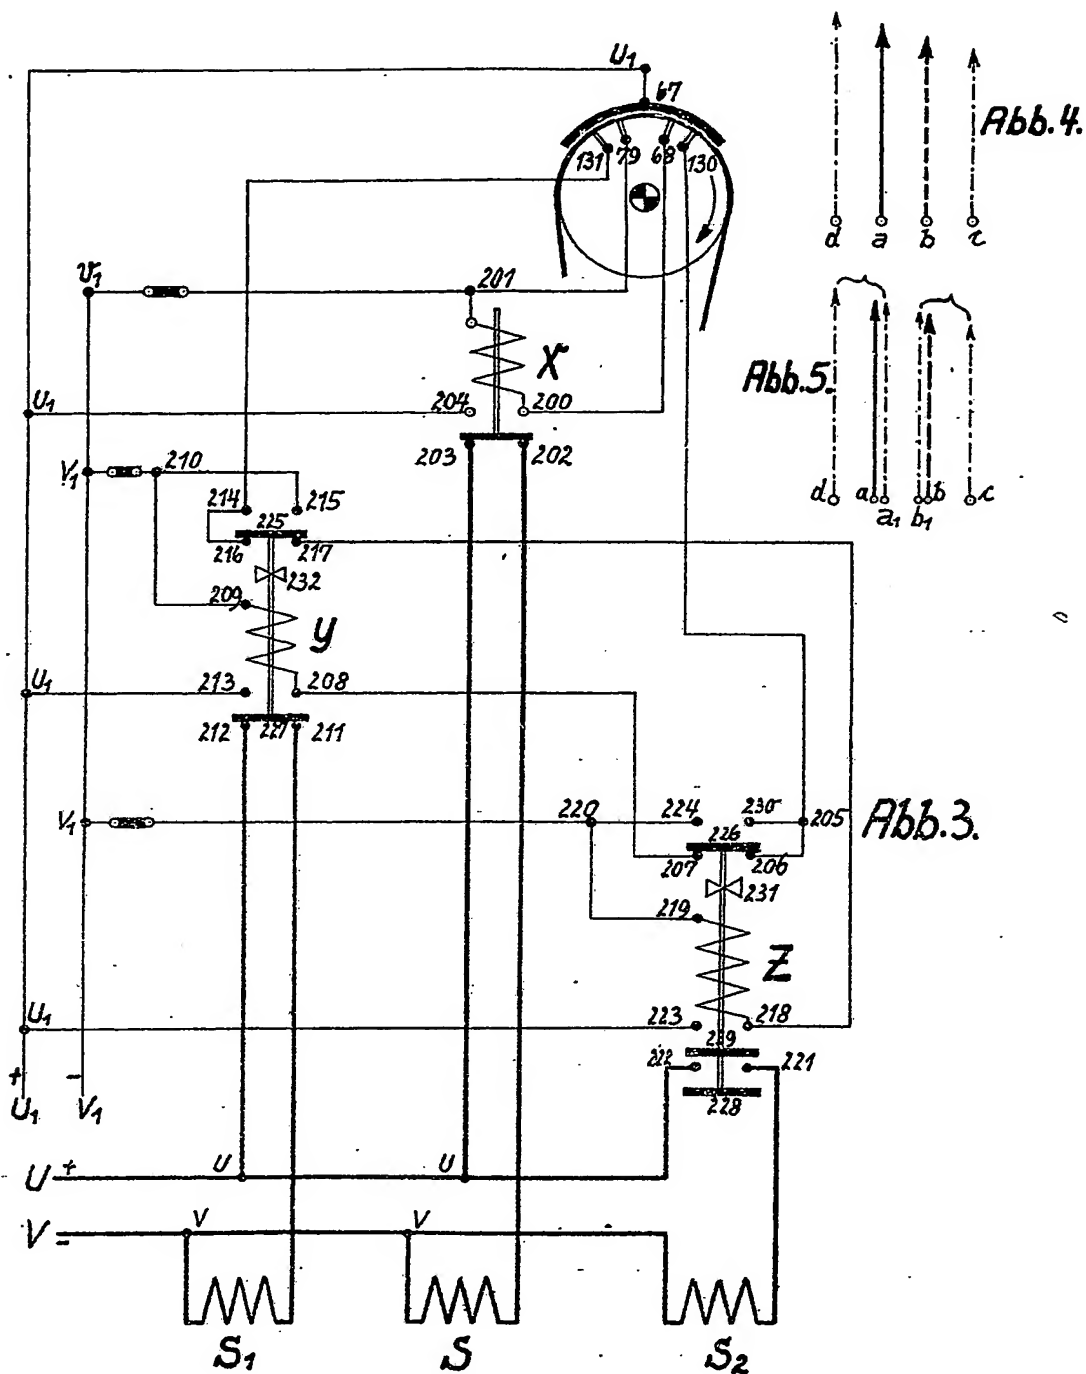 U1
67
131 79 68 130
Abb. 4.
d a b c
V1
201
X
204 200
U1
203 202
Abb. 5.
d a a1 b1 b c
V1
210
214 215
225
216 217
232
209
Y
U1
213 208
212 227 211
V1
220 224 230 205
Abb. 3.
226
207 206
231
219
Z
U1
223 218
229
222 221
228
+ -
U1 V1
U + U U
V - V V
S1 S S2